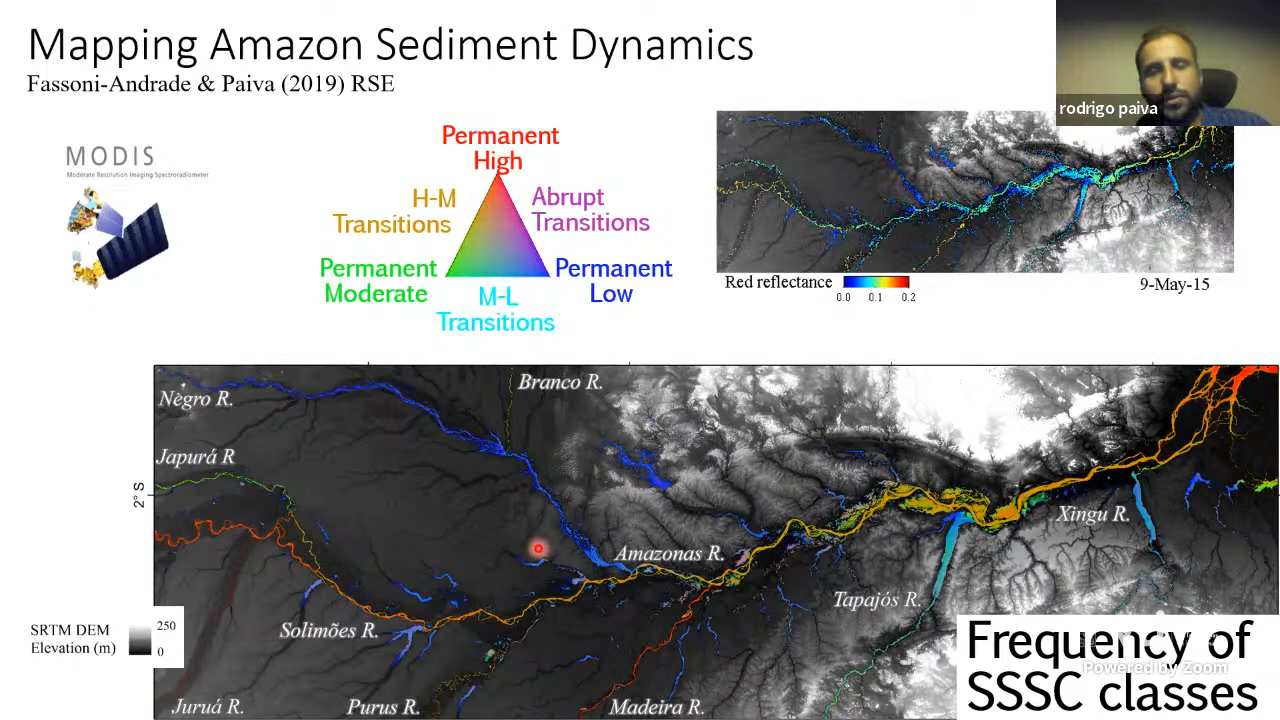 Mapping Amazon Sediment Dynamics
Fassoni-Andrade & Paiva (2019) RSE
rodrigo paiva
MODIS
Moderate Resolution Imaging Spectroradiometer
Permanent
High
H-M
Transitions
Abrupt
Transitions
Permanent
Moderate
Permanent
Low
M-L
Transitions
Red reflectance
0.0 0.1 0.2
9-May-15
Branco R.
Negro R.
Japurá R
2° S
Xingu R.
Amazonas R.
Tapajós R.
Solimões R.
SRTM DEM
Elevation (m)
250
0
Juruá R.
Purus R.
Madeira R.
Frequency of
SSSC classes
Powered by Zoom